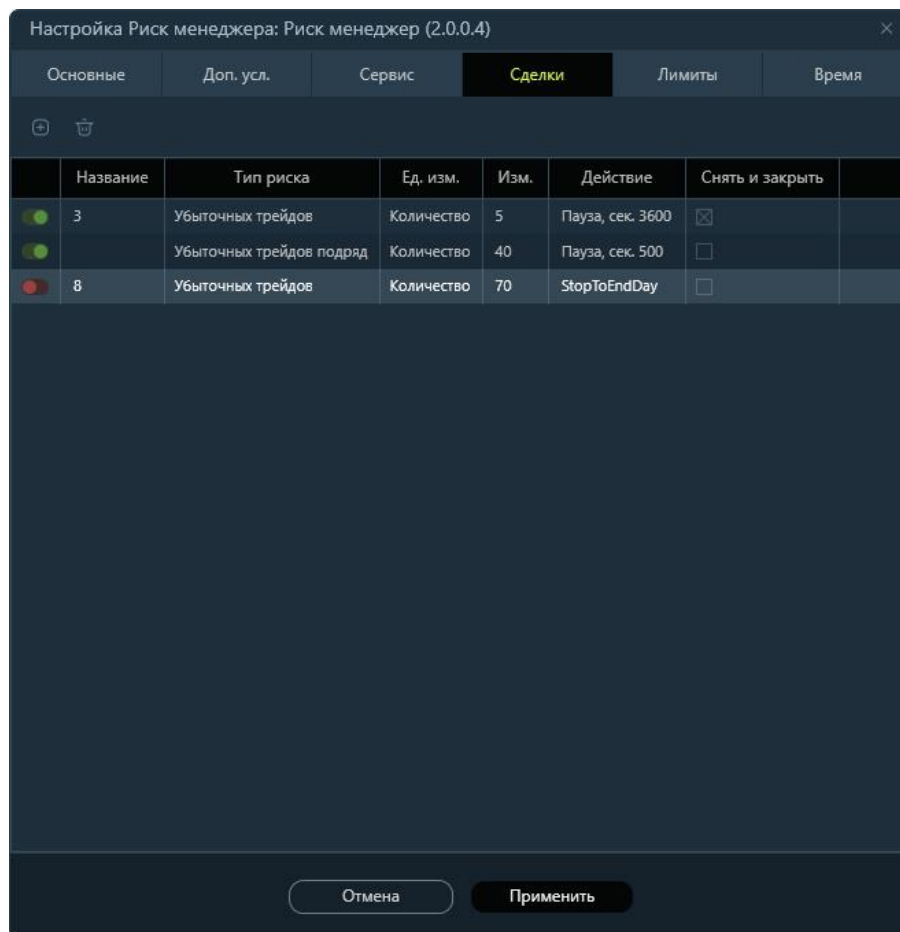 Настройка Риск менеджера: Риск менеджер (2.0.0.4)
Основные Доп. усл. Сервис Сделки Лимиты Время
Название Тип риска Ед. изм. Изм. Действие Снять и закрыть
3 Убыточных трейдов Количество 5 Пауза, сек. 3600
Убыточных трейдов подряд Количество 40 Пауза, сек. 500
8 Убыточных трейдов Количество 70 StopToEndDay
Отмена Применить